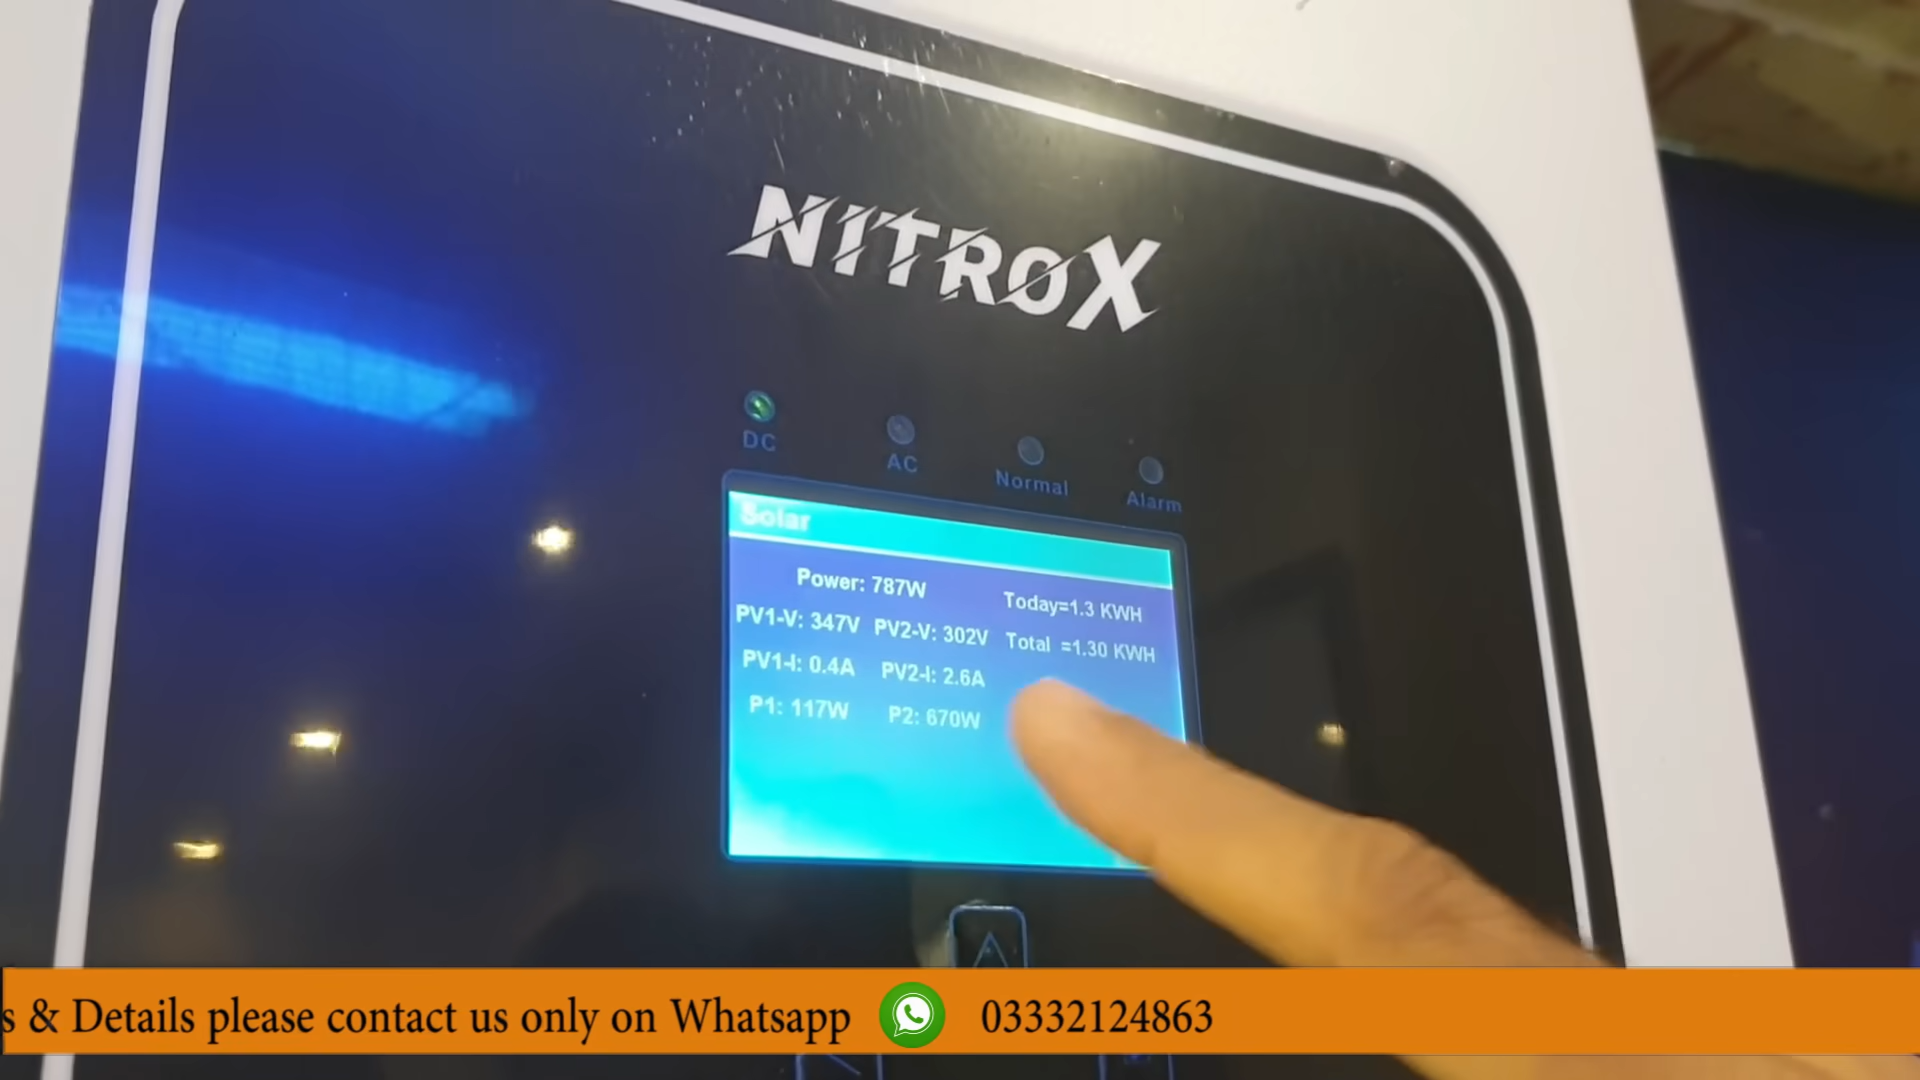 NITROX
DC AC Normal Alarm
Solar
Power: 787W Today=1.3 KWH
PV1-V: 347V PV2-V: 302V Total =1.30 KWH
PV1-I: 0.4A PV2-I: 2.6A
P1: 117W P2: 670W
s & Details please contact us only on Whatsapp 03332124863